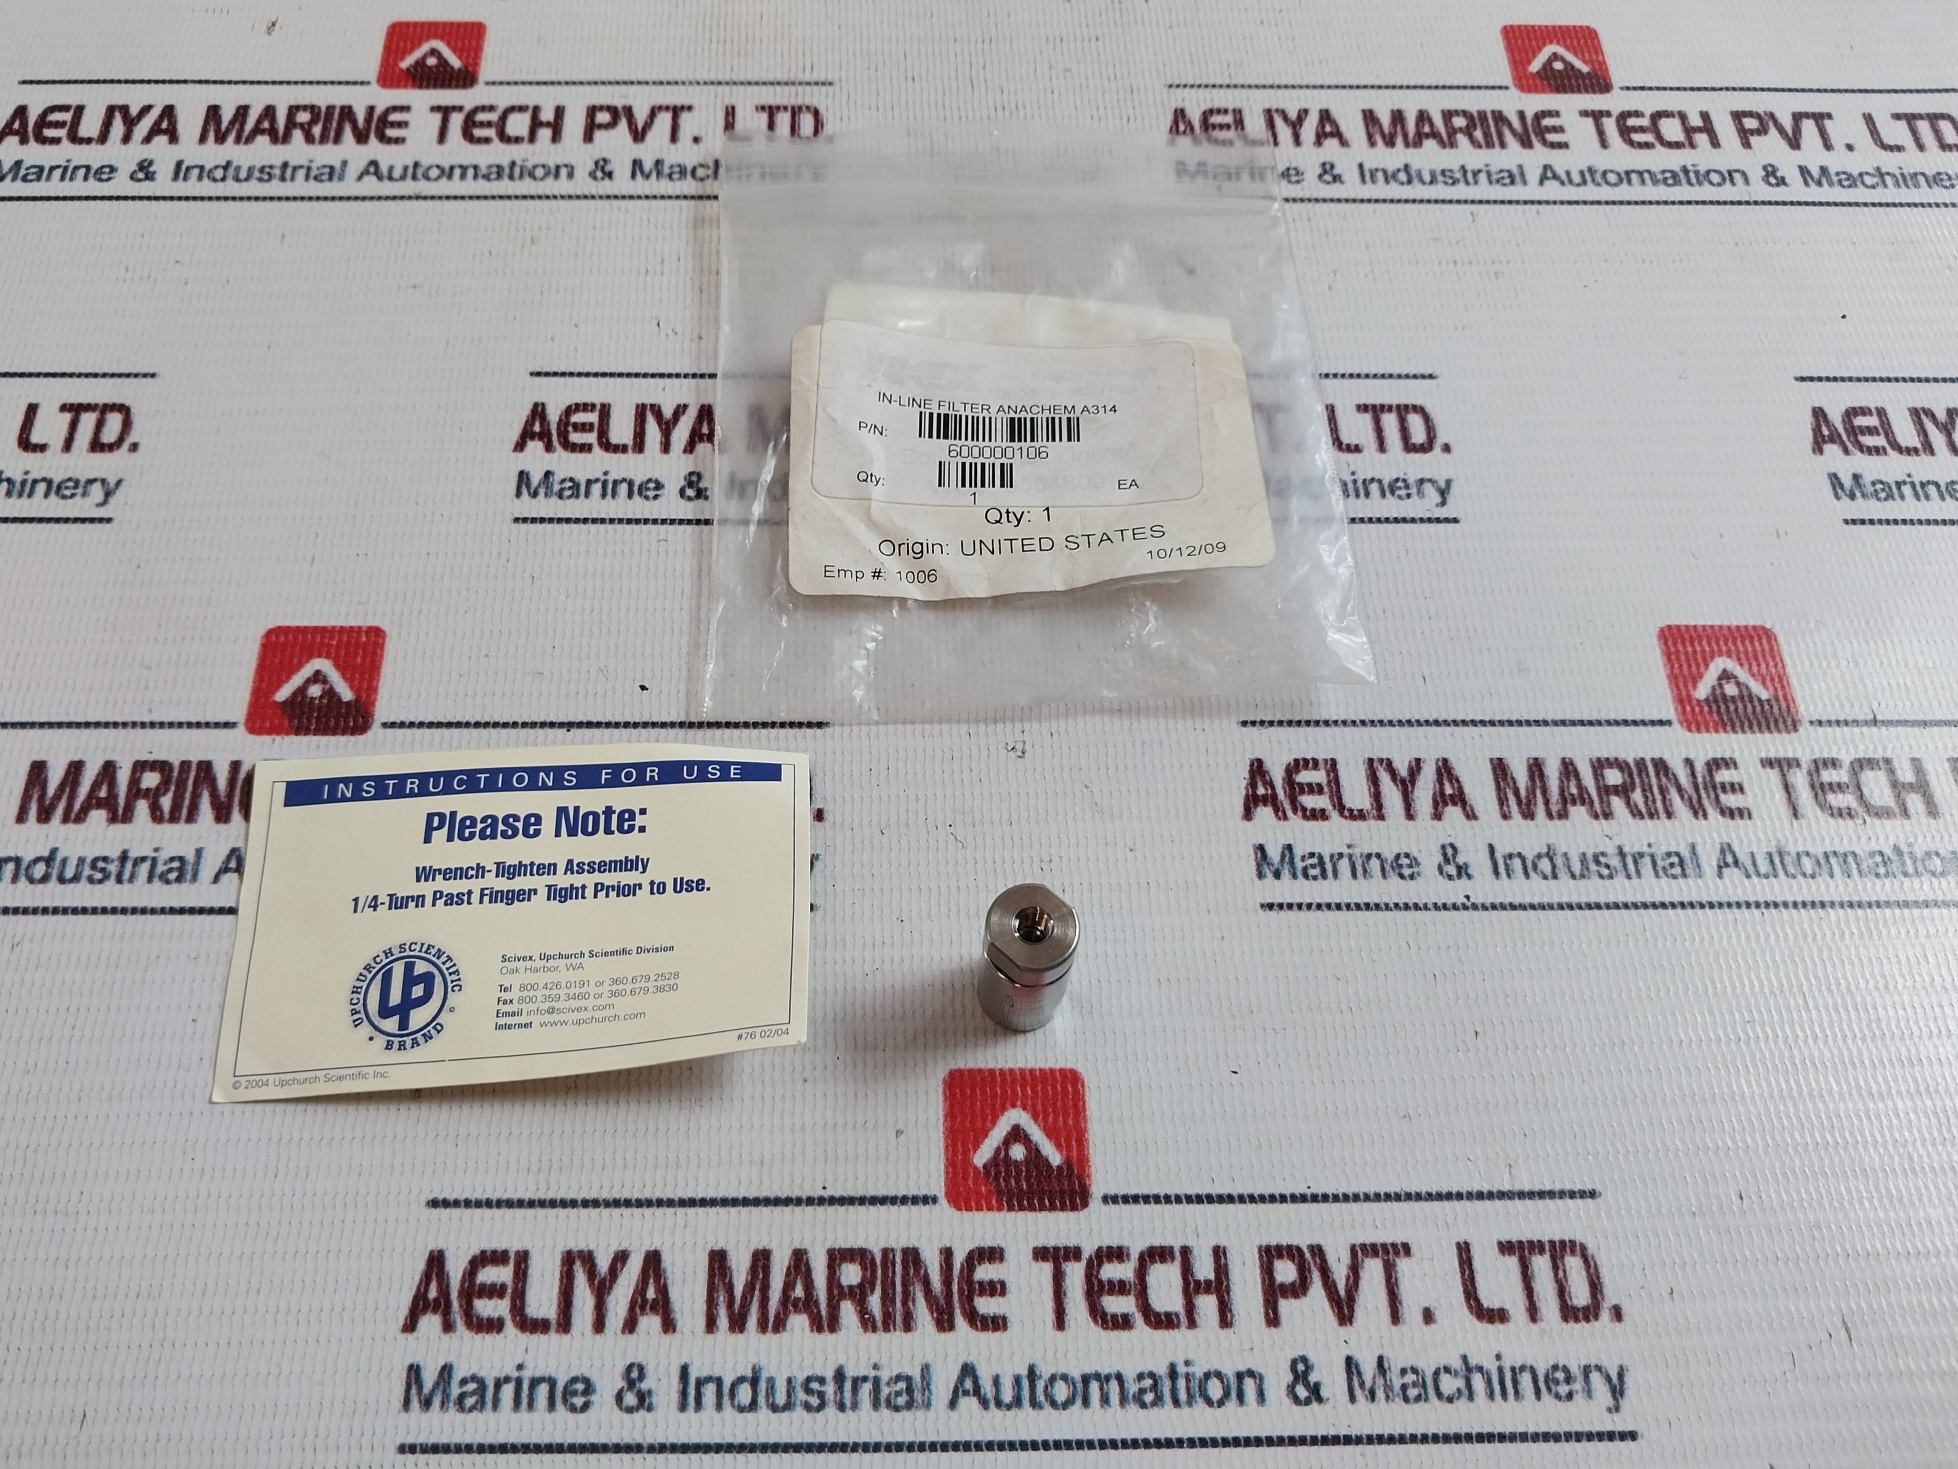 AELIYA MARINE TECH PVT. LTD.
Marine & Industrial Automation & Machinery
AELIYA MARINE TECH PVT. LTD.
Marine & Industrial Automation & Machine
LTD.
hinery
AELIYA
Marine &
LTD.
hinery
AELIY
Marine
IN-LINE FILTER ANACHEM A314
P/N:
600000106
Qty:
1
EA
Qty: 1
Origin: UNITED STATES
10/12/09
Emp #: 1006
MARINE
ndustrial A
AELIYA MARINE TECH P
Marine & Industrial Automatio
INSTRUCTIONS FOR USE
Please Note:
Wrench-Tighten Assembly
1/4-Turn Past Finger Tight Prior to Use.
UPCHURCH SCIENTIFIC
UP
BRAND
Scivex, Upchurch Scientific Division
Oak Harbor, WA
Tel 800.426.0191 or 360.679.2528
Fax 800.359.3460 or 360.679.3830
Email info@scivex.com
Internet www.upchurch.com
#76 02/04
© 2004 Upchurch Scientific Inc.
AELIYA MARINE TECH PVT. LTD.
Marine & Industrial Automation & Machinery